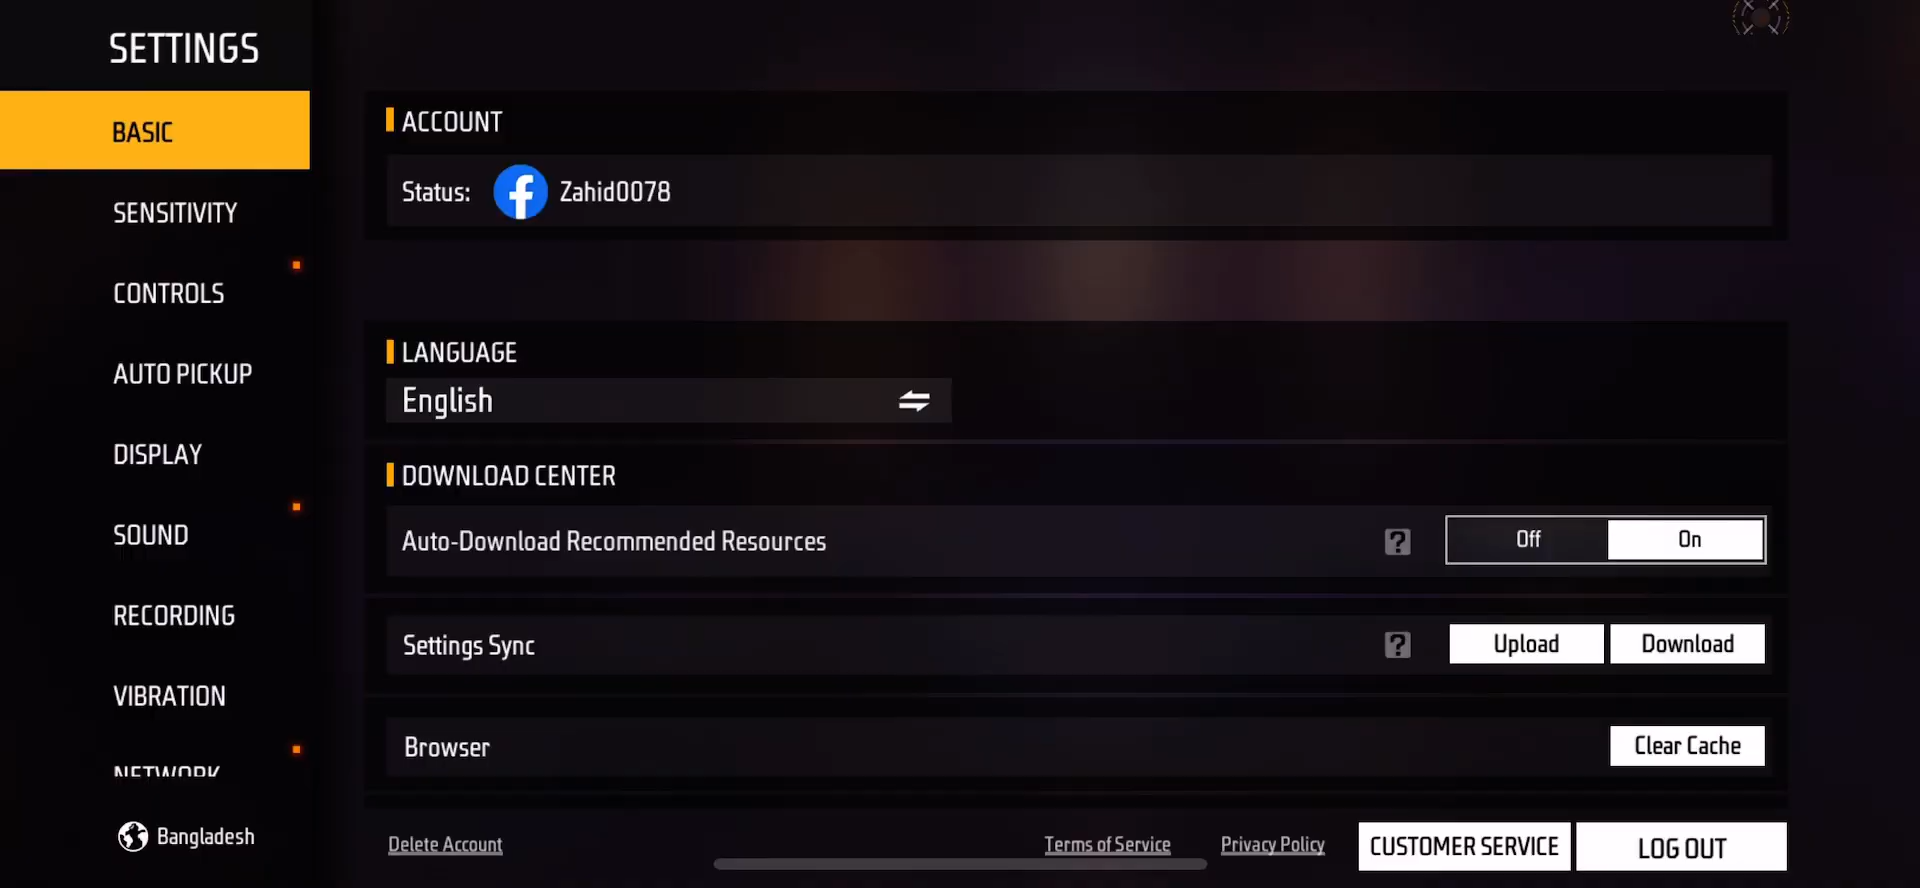 SETTINGS
BASIC
SENSITIVITY
CONTROLS
AUTO PICKUP
DISPLAY
SOUND
RECORDING
VIBRATION
NETWORK
Bangladesh
ACCOUNT
Status: Zahid0078
LANGUAGE
English
DOWNLOAD CENTER
Auto-Download Recommended Resources ? Off On
Settings Sync ? Upload Download
Browser Clear Cache
Delete Account Terms of Service Privacy Policy CUSTOMER SERVICE LOG OUT